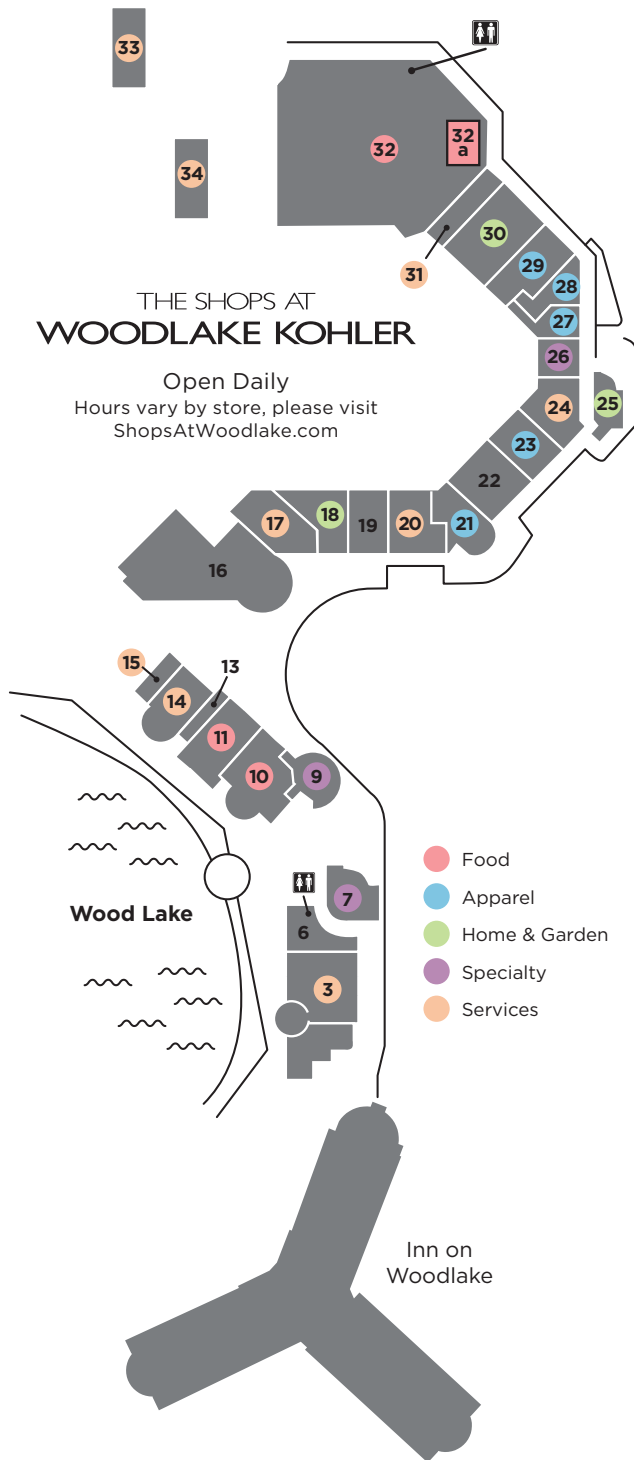 33
32
32
a
34
30
29
31
28
THE SHOPS AT
WOODLAKE KOHLER
27
26
Open Daily
Hours vary by store, please visit
ShopsAtWoodlake.com
25
24
23
22
21
20
19
18
17
16
15
13
14
11
10
9
Food
7
Apparel
Wood Lake
6
Home & Garden
Specialty
3
Services
Inn on
Woodlake